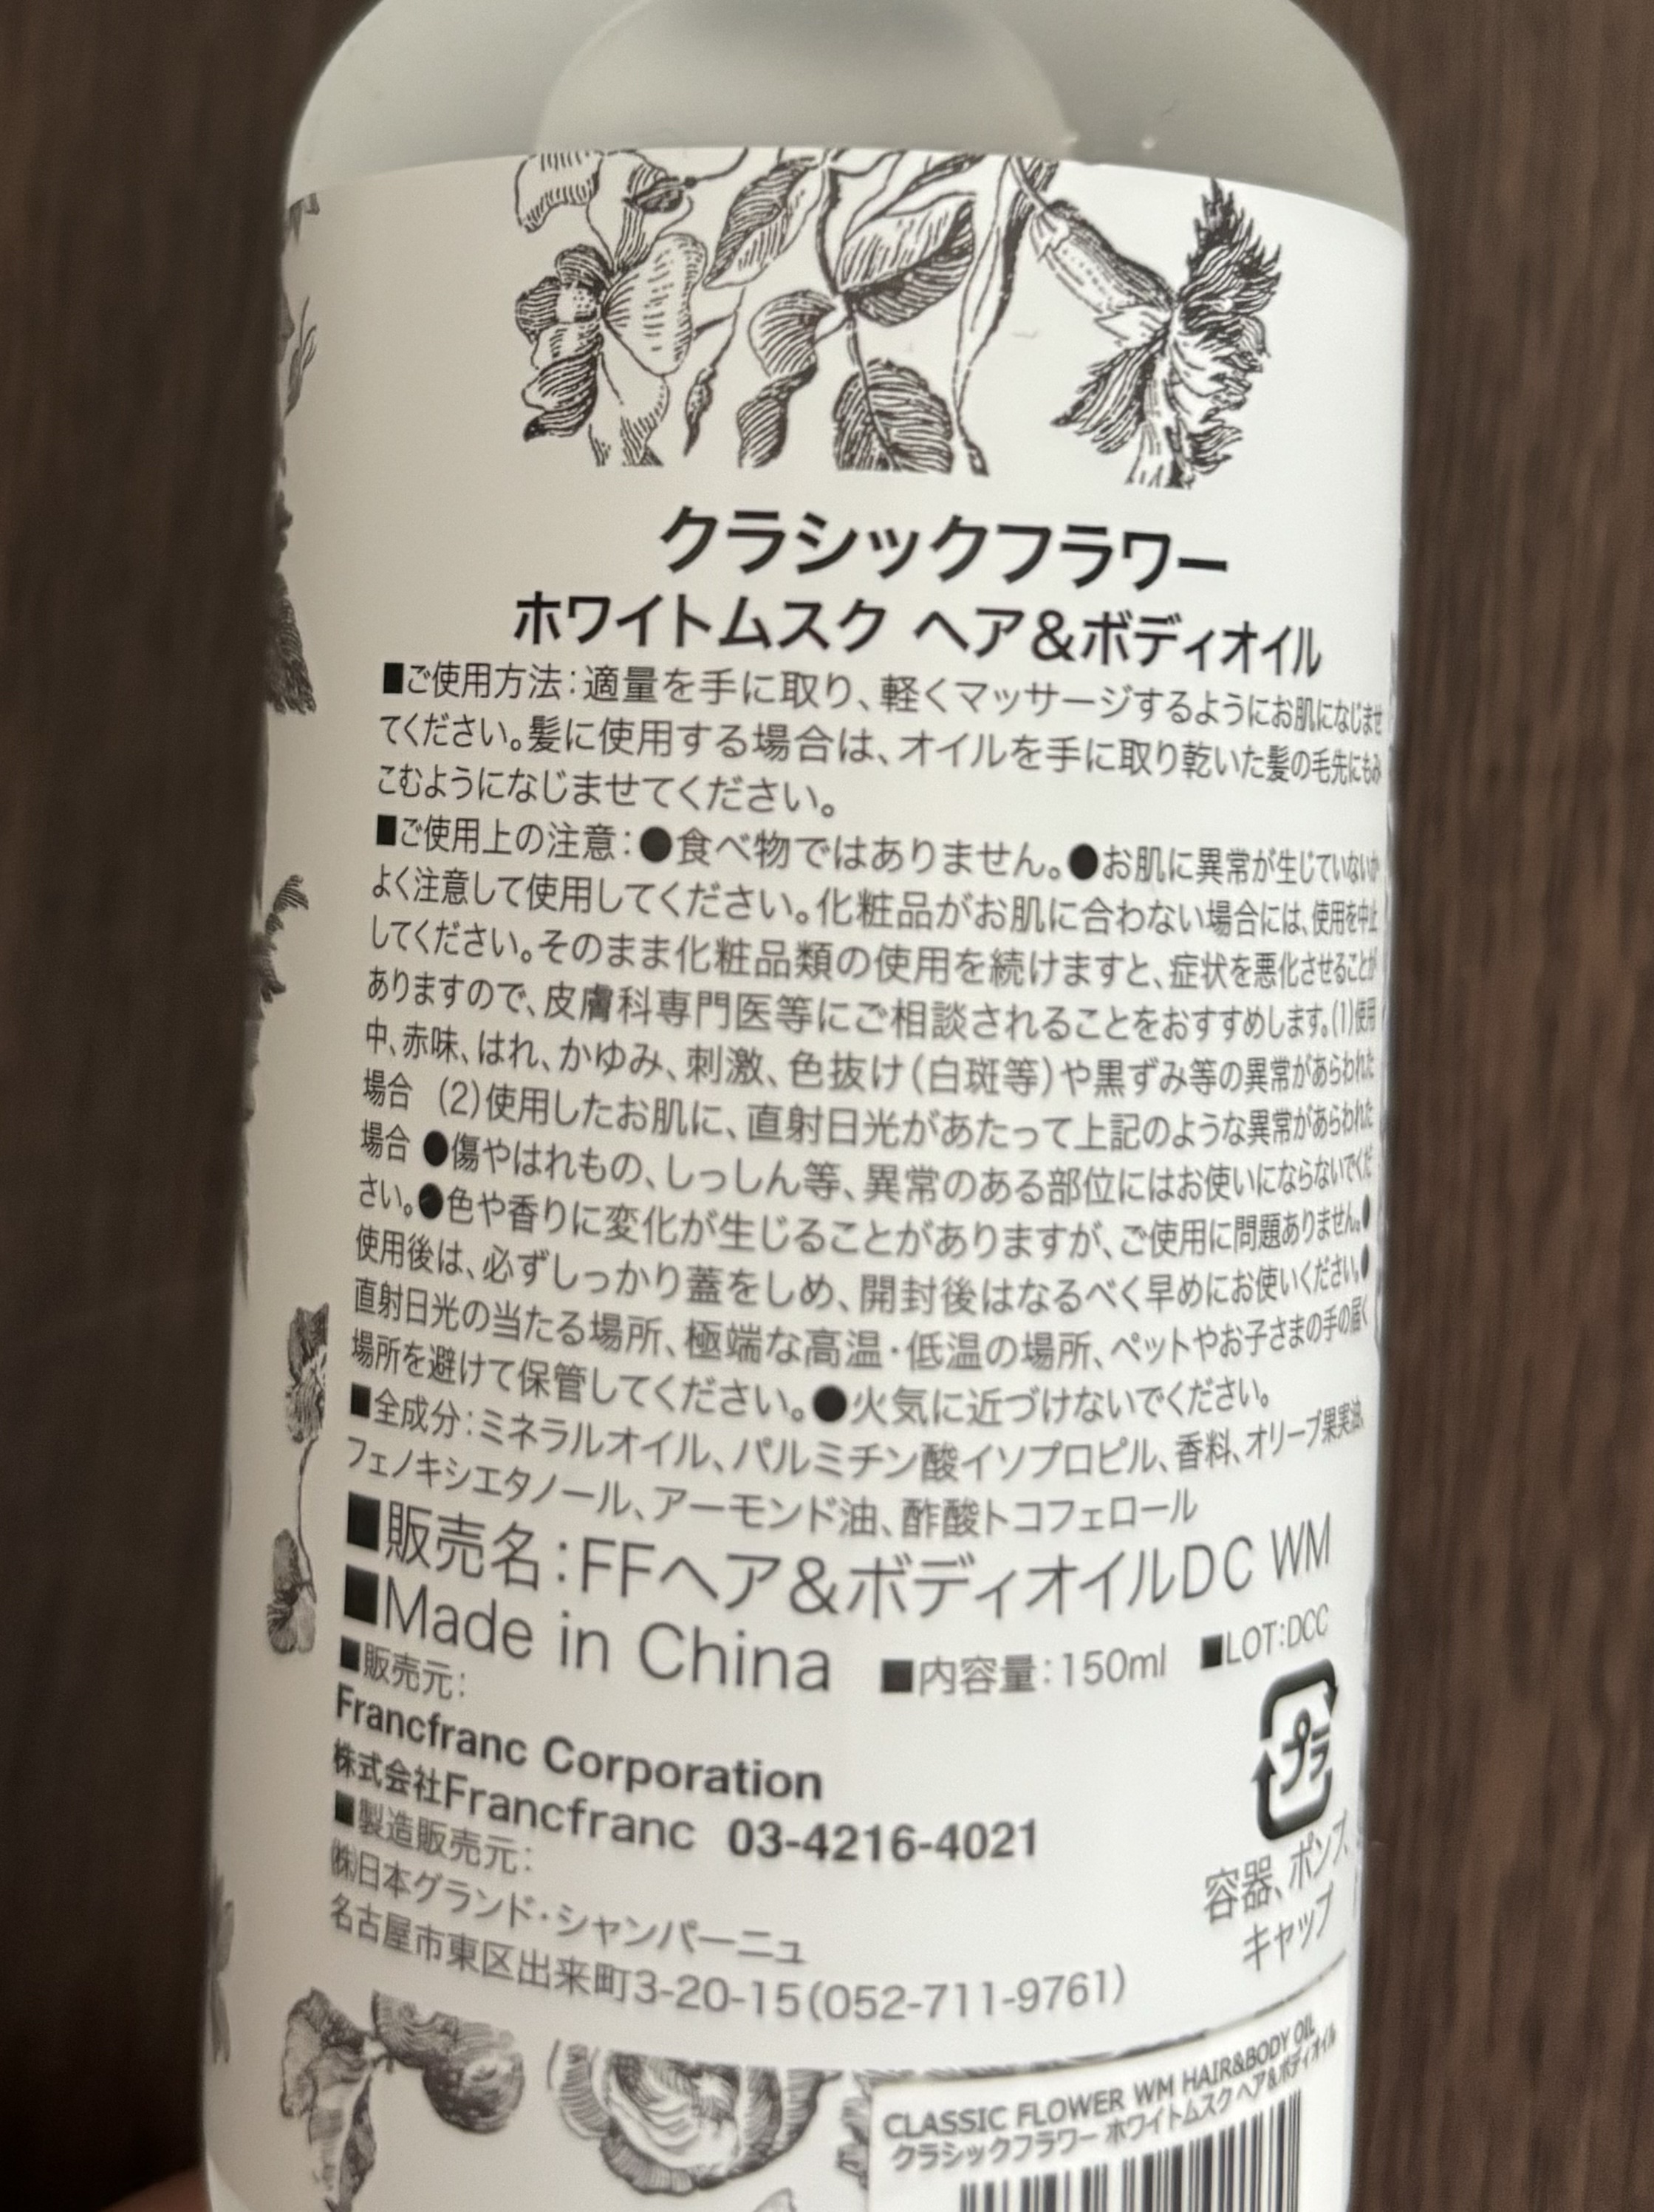 クラシックフラワー
ホワイトムスク ヘア&ボディオイル
■ご使用方法:適量を手に取り、軽くマッサージするようにお肌になじませ
てください。髪に使用する場合は、オイルを手に取り乾いた髪の毛先にもみ
こむようになじませてください。
■ご使用上の注意:●食べ物ではありません。●お肌に異常が生じていないか
よく注意して使用してください。化粧品がお肌に合わない場合には、使用を中止
してください。そのまま化粧品類の使用を続けますと、症状を悪化させることが
ありますので、皮膚科専門医等にご相談されることをおすすめします。(1)使用
中、赤味、はれ、かゆみ、刺激、色抜け(白斑等)や黒ずみ等の異常があらわれた
場合 (2)使用したお肌に、直射日光があたって上記のような異常があらわれた
場合 ●傷やはれもの、しっしん等、異常のある部位にはお使いにならないでくだ
さい。●色や香りに変化が生じることがありますが、ご使用に問題ありません。●
使用後は、必ずしっかり蓋をしめ、開封後はなるべく早めにお使いください。●
直射日光の当たる場所、極端な高温・低温の場所、ペットやお子さまの手の届く
場所を避けて保管してください。●火気に近づけないでください。
■全成分:ミネラルオイル、パルミチン酸イソプロピル、香料、オリーブ果実油、
フェノキシエタノール、アーモンド油、酢酸トコフェロール
■販売名:FFヘア&ボディオイルDC WM
■Made in China ■内容量:150ml ■LOT:DCC
■販売元:
Francfranc Corporation
株式会社Francfranc 03-4216-4021
■製造販売元:
㈱日本グランド・シャンパーニュ
名古屋市東区出来町3-20-15(052-711-9761)
プラ
容器、ポンプ
キャップ
CLASSIC FLOWER WM HAIR&BODY OIL
クラシックフラワー ホワイトムスク ヘア&ボディオイル